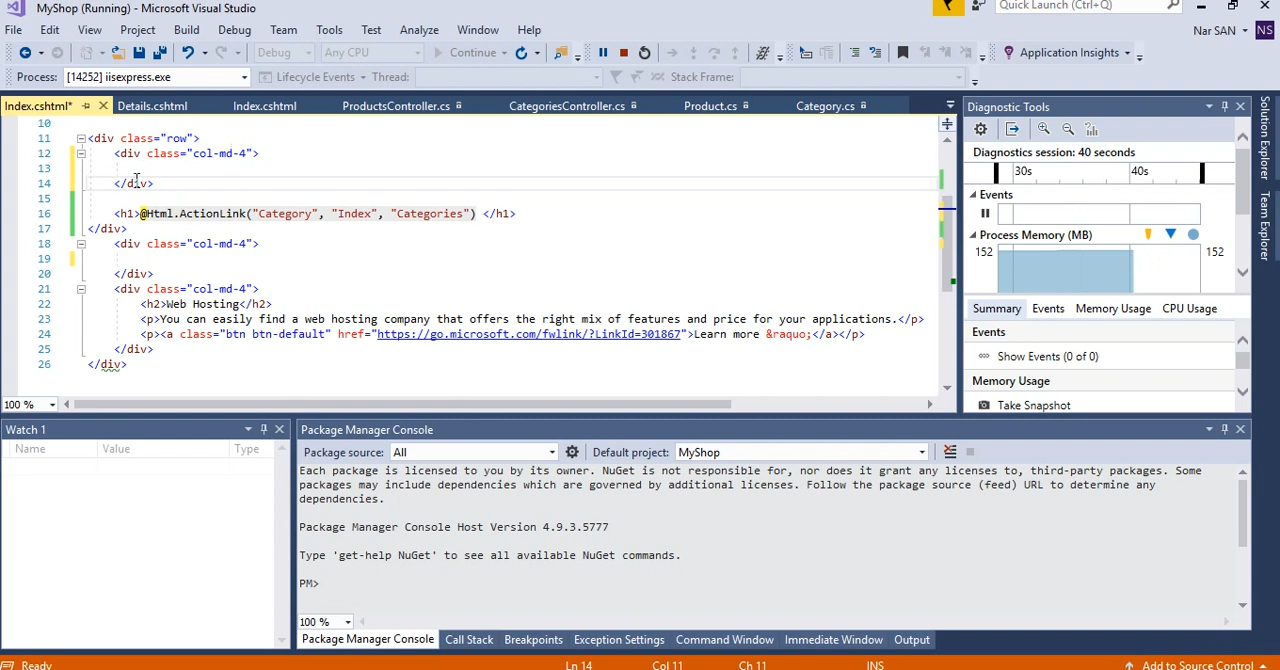 MyShop (Running) - Microsoft Visual Studio
Quick Launch (Ctrl+Q)
File Edit View Project Build Debug Team Tools Test Analyze Window Help
Nar SAN NS
Debug Any CPU Continue Application Insights
Process: [14252] iisexpress.exe Lifecycle Events Thread: Stack Frame:
Index.cshtml* Details.cshtml Index.cshtml ProductsController.cs CategoriesController.cs Product.cs Category.cs
Diagnostic Tools
Solution Explorer
Team Explorer
10
11 <div class="row">
12 <div class="col-md-4">
13
14 </div>
15
16 <h1>@Html.ActionLink("Category", "Index", "Categories") </h1>
17 </div>
18 <div class="col-md-4">
19
20 </div>
21 <div class="col-md-4">
22 <h2>Web Hosting</h2>
23 <p>You can easily find a web hosting company that offers the right mix of features and price for your applications.</p>
24 <p><a class="btn btn-default" href="https://go.microsoft.com/fwlink/?LinkId=301867">Learn more &raquo;</a></p>
25 </div>
26 </div>
100 %
Diagnostics session: 40 seconds
30s 40s
Events
Process Memory (MB)
152 152
Summary Events Memory Usage CPU Usage
Events
Show Events (0 of 0)
Memory Usage
Take Snapshot
Watch 1
Name Value Type
Package Manager Console
Package source: All Default project: MyShop
Each package is licensed to you by its owner. NuGet is not responsible for, nor does it grant any licenses to, third-party packages. Some
packages may include dependencies which are governed by additional licenses. Follow the package source (feed) URL to determine any
dependencies.
Package Manager Console Host Version 4.9.3.5777
Type 'get-help NuGet' to see all available NuGet commands.
PM>
100 %
Package Manager Console Call Stack Breakpoints Exception Settings Command Window Immediate Window Output
Ready Ln 14 Col 11 Ch 11 INS Add to Source Control